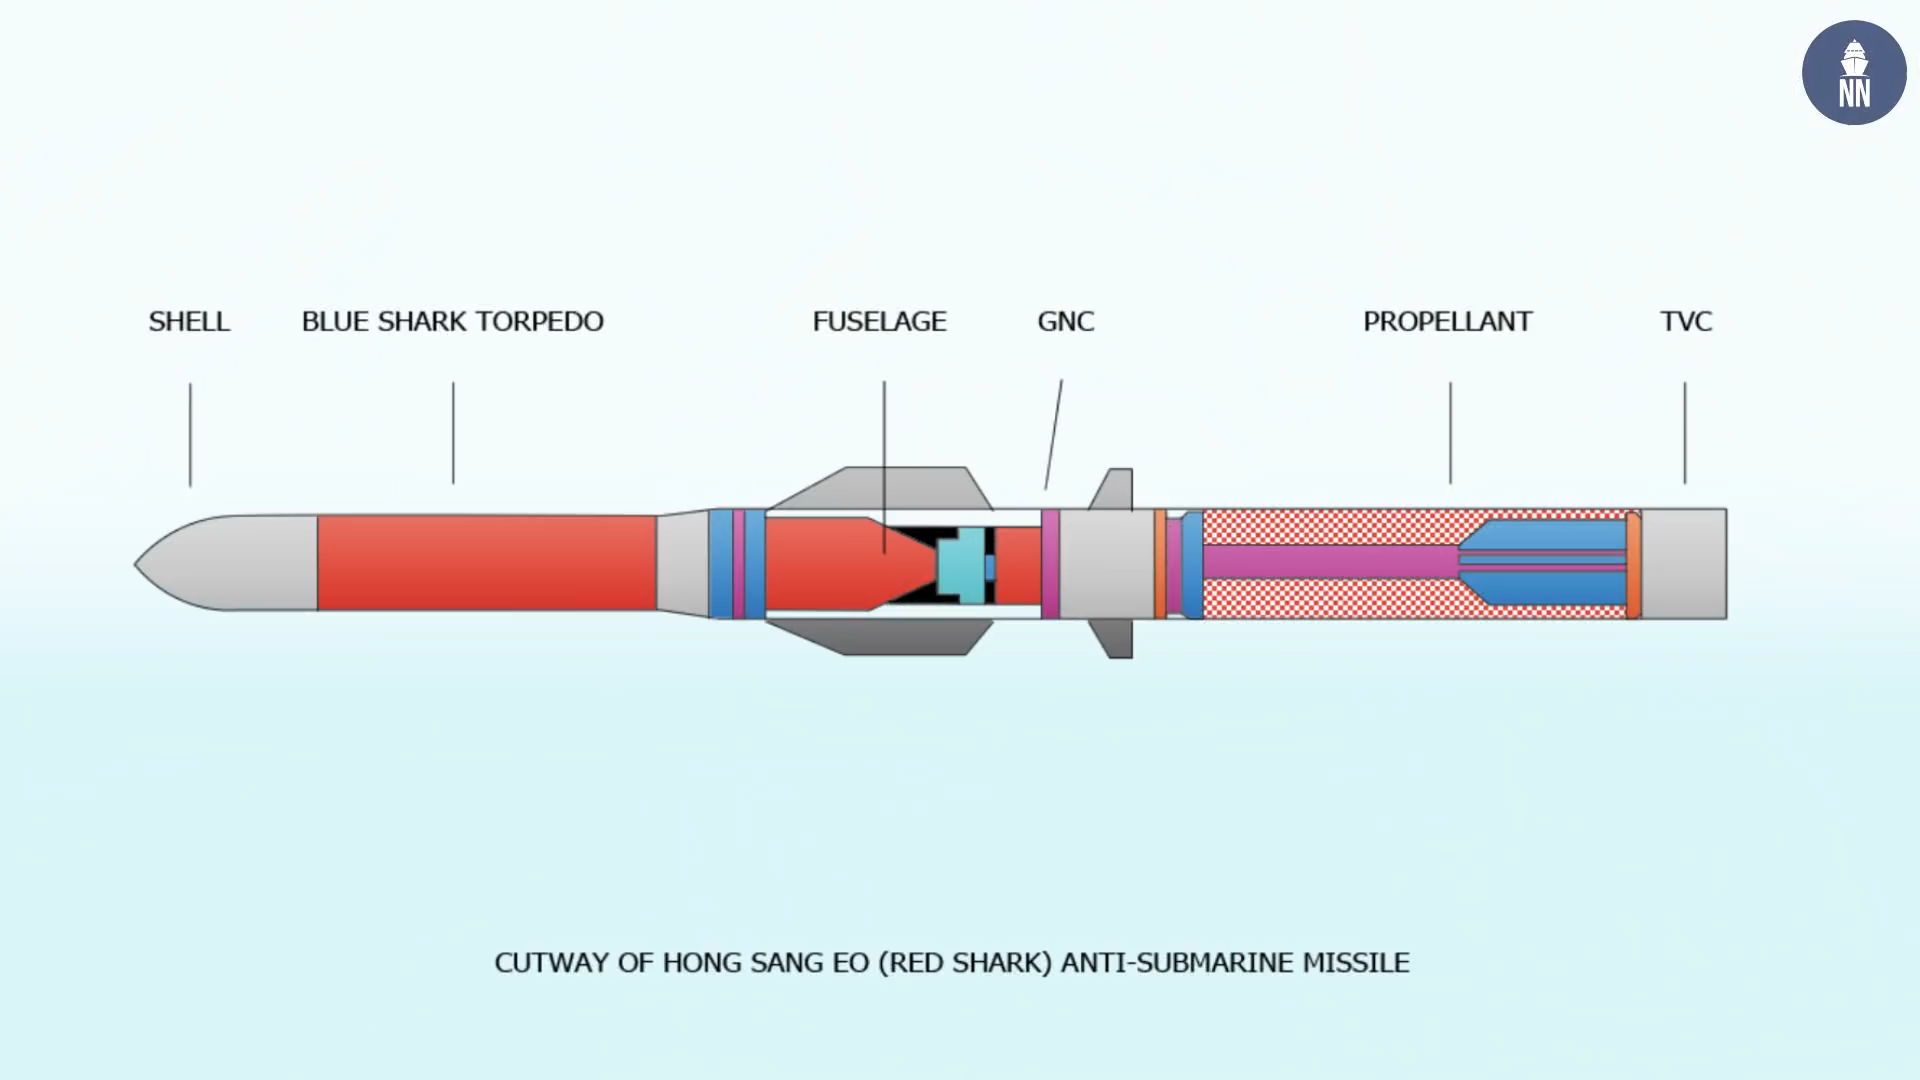 NN
SHELL
BLUE SHARK TORPEDO
FUSELAGE
GNC
PROPELLANT
TVC
CUTWAY OF HONG SANG EO (RED SHARK) ANTI-SUBMARINE MISSILE